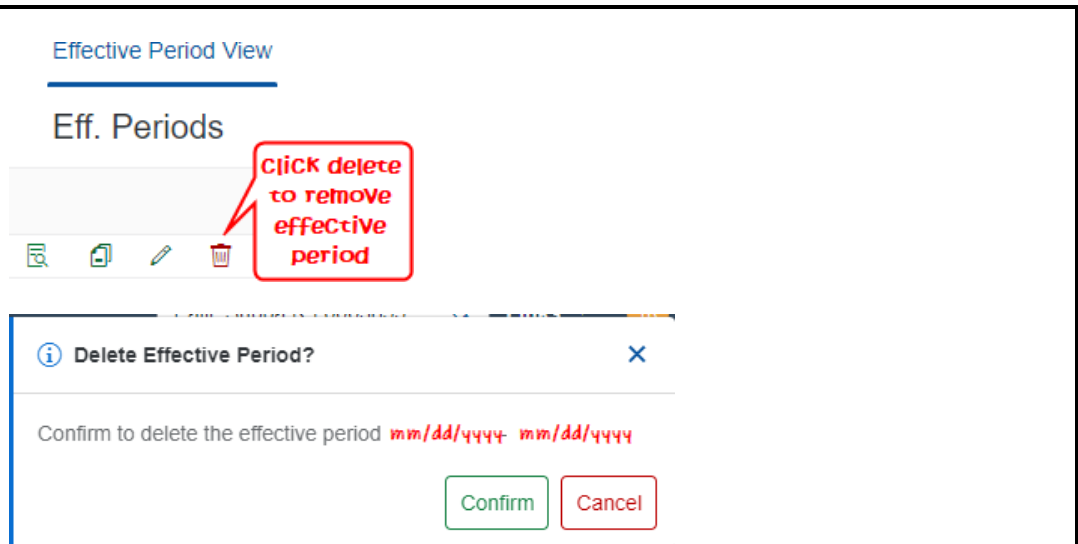 Effective Period View
Eff. Periods
Click delete
to remove
effective
period
Delete Effective Period?
Confirm to delete the effective period mm/dd/yyyy- mm/dd/yyyy
Confirm
Cancel